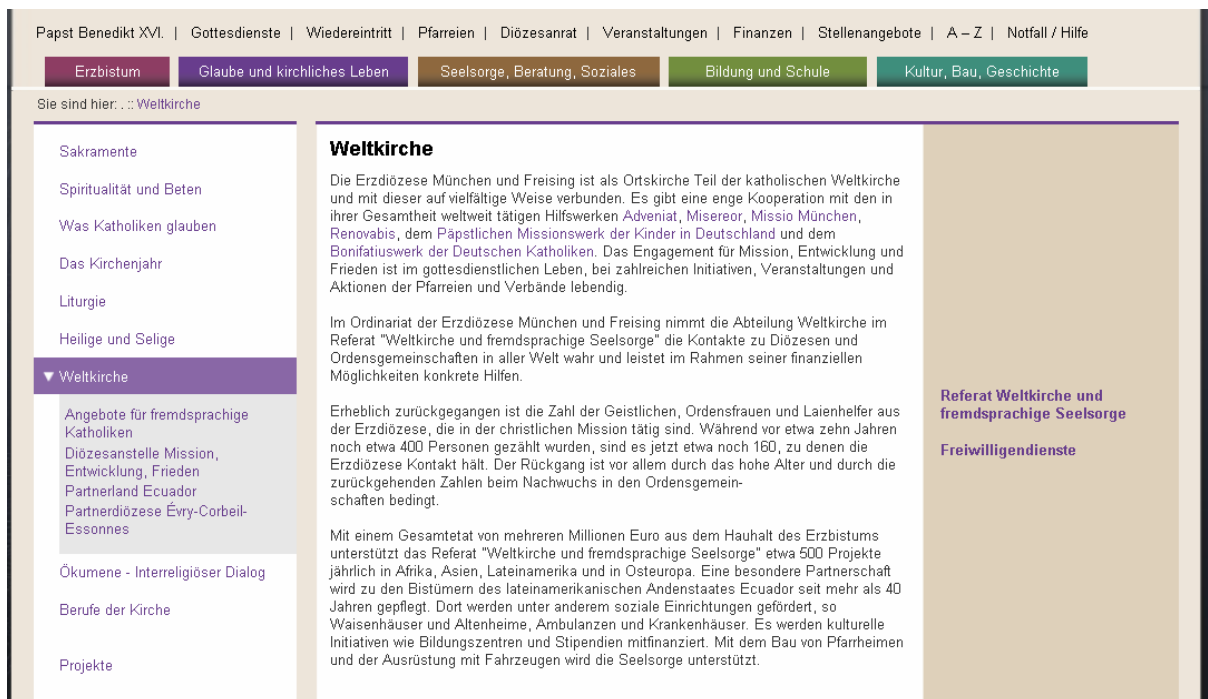 Papst Benedikt XVI. | Gottesdienste | Wiedereintritt | Pfarreien | Diözesanrat | Veranstaltungen | Finanzen | Stellenangebote | A – Z | Notfall / Hilfe
Erzbistum Glaube und kirchliches Leben Seelsorge, Beratung, Soziales Bildung und Schule Kultur, Bau, Geschichte
Sie sind hier: . :: Weltkirche
Sakramente
Spiritualität und Beten
Was Katholiken glauben
Das Kirchenjahr
Liturgie
Heilige und Selige
Weltkirche
Angebote für fremdsprachige
Katholiken
Diözesanstelle Mission,
Entwicklung, Frieden
Partnerland Ecuador
Partnerdiözese Évry-Corbeil-
Essonnes
Ökumene - Interreligiöser Dialog
Berufe der Kirche
Projekte
Weltkirche
Die Erzdiözese München und Freising ist als Ortskirche Teil der katholischen Weltkirche
und mit dieser auf vielfältige Weise verbunden. Es gibt eine enge Kooperation mit den in
ihrer Gesamtheit weltweit tätigen Hilfswerken Adveniat, Misereor, Missio München,
Renovabis, dem Päpstlichen Missionswerk der Kinder in Deutschland und dem
Bonifatiuswerk der Deutschen Katholiken. Das Engagement für Mission, Entwicklung und
Frieden ist im gottesdienstlichen Leben, bei zahlreichen Initiativen, Veranstaltungen und
Aktionen der Pfarreien und Verbände lebendig.
Im Ordinariat der Erzdiözese München und Freising nimmt die Abteilung Weltkirche im
Referat "Weltkirche und fremdsprachige Seelsorge" die Kontakte zu Diözesen und
Ordensgemeinschaften in aller Welt wahr und leistet im Rahmen seiner finanziellen
Möglichkeiten konkrete Hilfen.
Erheblich zurückgegangen ist die Zahl der Geistlichen, Ordensfrauen und Laienhelfer aus
der Erzdiözese, die in der christlichen Mission tätig sind. Während vor etwa zehn Jahren
noch etwa 400 Personen gezählt wurden, sind es jetzt etwa noch 160, zu denen die
Erzdiözese Kontakt hält. Der Rückgang ist vor allem durch das hohe Alter und durch die
zurückgehenden Zahlen beim Nachwuchs in den Ordensgemein-
schaften bedingt.
Mit einem Gesamtetat von mehreren Millionen Euro aus dem Hauhalt des Erzbistums
unterstützt das Referat "Weltkirche und fremdsprachige Seelsorge" etwa 500 Projekte
jährlich in Afrika, Asien, Lateinamerika und in Osteuropa. Eine besondere Partnerschaft
wird zu den Bistümern des lateinamerikanischen Andenstaates Ecuador seit mehr als 40
Jahren gepflegt. Dort werden unter anderem soziale Einrichtungen gefördert, so
Waisenhäuser und Altenheime, Ambulanzen und Krankenhäuser. Es werden kulturelle
Initiativen wie Bildungszentren und Stipendien mitfinanziert. Mit dem Bau von Pfarrheimen
und der Ausrüstung mit Fahrzeugen wird die Seelsorge unterstützt.
Referat Weltkirche und
fremdsprachige Seelsorge
Freiwilligendienste